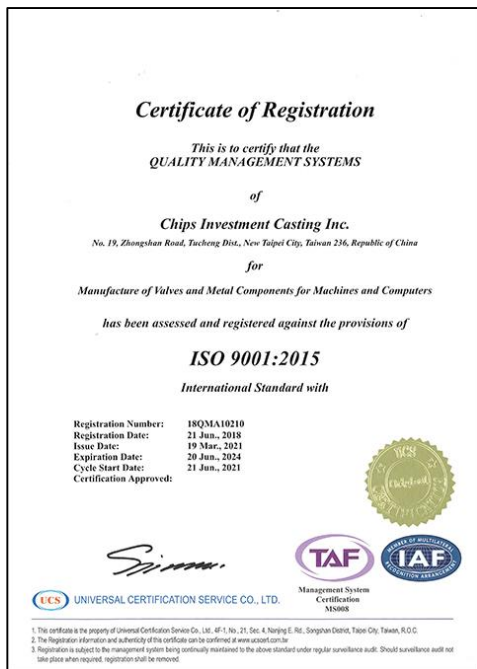 Certificate of Registration
This is to certify that the
QUALITY MANAGEMENT SYSTEMS
of
Chips Investment Casting Inc.
No. 19, Zhongshan Road, Tucheng Dist., New Taipei City, Taiwan 236, Republic of China
for
Manufacture of Valves and Metal Components for Machines and Computers
has been assessed and registered against the provisions of
ISO 9001:2015
International Standard with
Registration Number: 18QMA10210
Registration Date: 21 Jun., 2018
Issue Date: 19 Mar., 2021
Expiration Date: 20 Jun., 2024
Cycle Start Date: 21 Jun., 2021
Certification Approved:
UCS
TAF
Management System
Certification
MS008
MEMBER OF MULTILATERAL
IAF
RECOGNITION ARRANGEMENT
UCS UNIVERSAL CERTIFICATION SERVICE CO., LTD.
1. This certificate is the property of Universal Certification Service Co., Ltd., 4F-1, No., 21, Sec. 4, Nanjing E. Rd., Songshan District, Taipei City, Taiwan, R.O.C.
2. The Registration information and authenticity of this certificate can be confirmed at www.ucscert.com.tw
3. Registration is subject to the management system being continually maintained to the above standard under regular surveillance audit. Should surveillance audit not
take place when required, registration shall be removed.